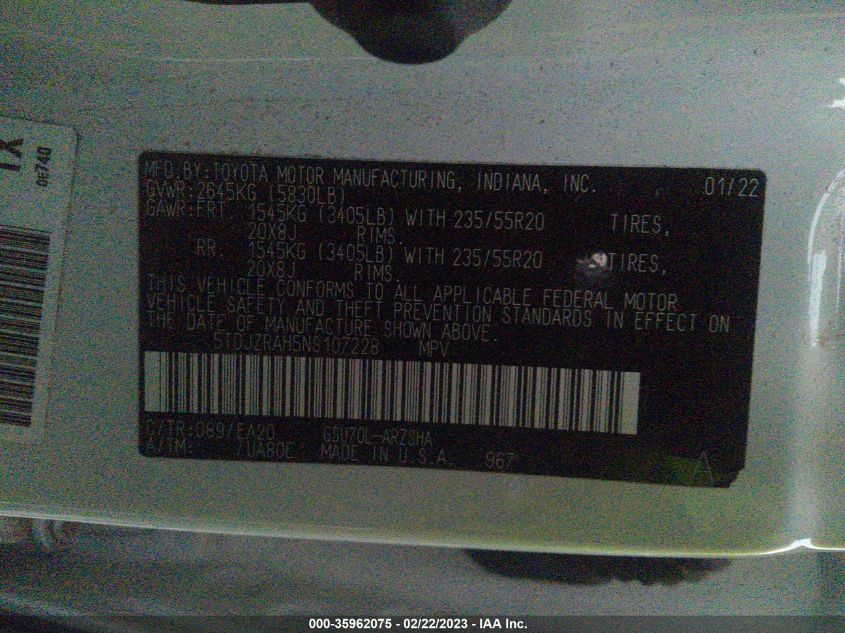 MFD.BY:TOYOTA MOTOR MANUFACTURING, INDIANA, INC. 01/22
GVWR:2645KG (5830LB)
GAWR:FRT. 1545KG (3405LB) WITH 235/55R20 TIRES,
20X8J RIMS.
RR. 1545KG (3405LB) WITH 235/55R20 TIRES,
20X8J RIMS.
THIS VEHICLE CONFORMS TO ALL APPLICABLE FEDERAL MOTOR
VEHICLE SAFETY AND THEFT PREVENTION STANDARDS IN EFFECT ON
THE DATE OF MANUFACTURE SHOWN ABOVE.
5TDJZRAH5NS107228 MPV
C/TR:089/EA20 GSU70L-ARZSHA
A/TM: /UA80E MADE IN U.S.A. 967
A
TX
0E740
000-35962075 - 02/22/2023 - IAA Inc.